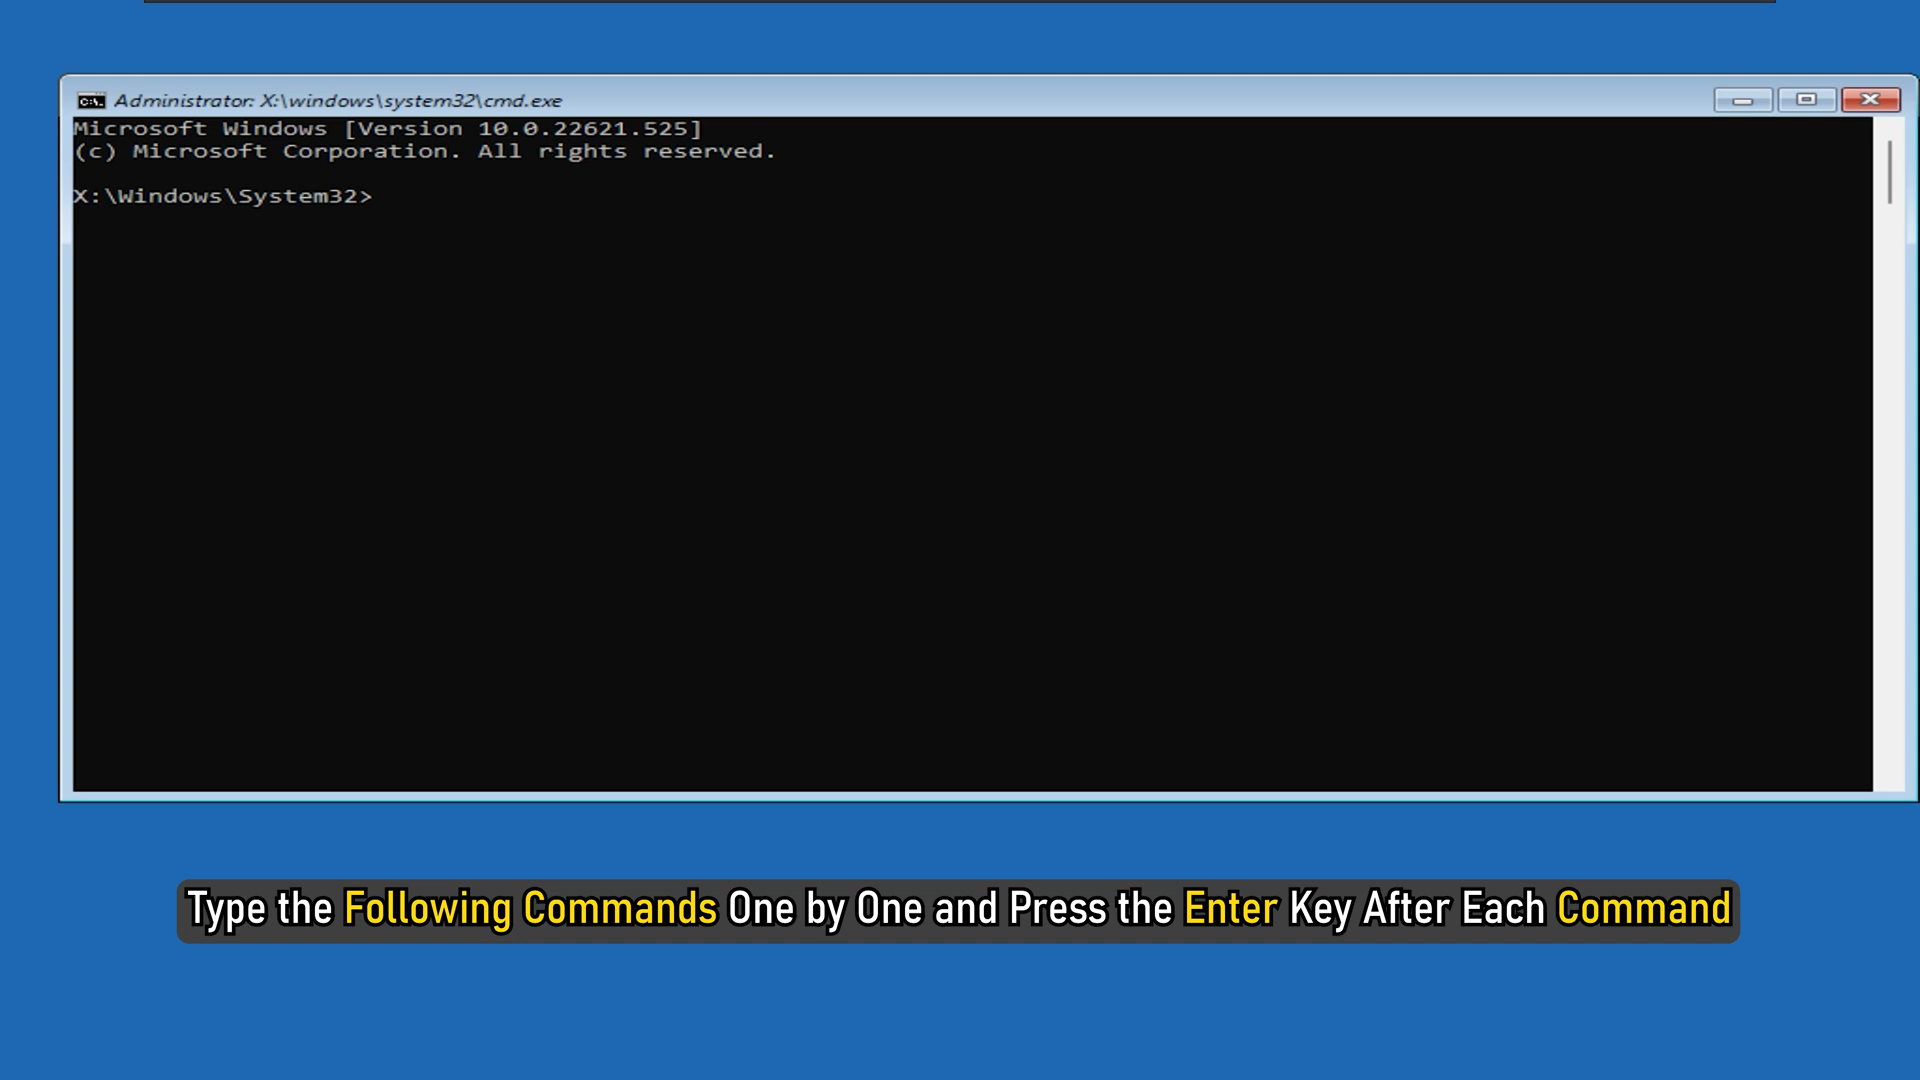 Administrator: X:\windows\system32\cmd.exe
Microsoft Windows [Version 10.0.22621.525]
(c) Microsoft Corporation. All rights reserved.
X:\Windows\System32>
Type the Following Commands One by One and Press the Enter Key After Each Command